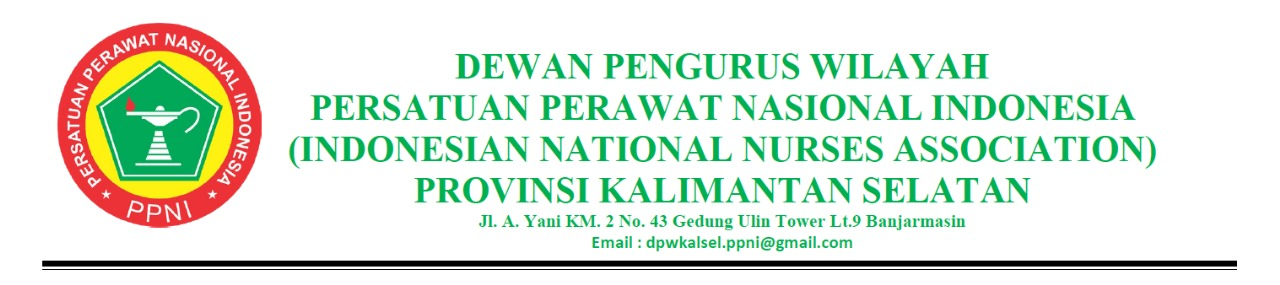 PERSATUAN PERAWAT NASIONAL INDONESIA
PPNI
DEWAN PENGURUS WILAYAH
PERSATUAN PERAWAT NASIONAL INDONESIA
(INDONESIAN NATIONAL NURSES ASSOCIATION)
PROVINSI KALIMANTAN SELATAN
Jl. A. Yani KM. 2 No. 43 Gedung Ulin Tower Lt.9 Banjarmasin
Email : dpwkalsel.ppni@gmail.com